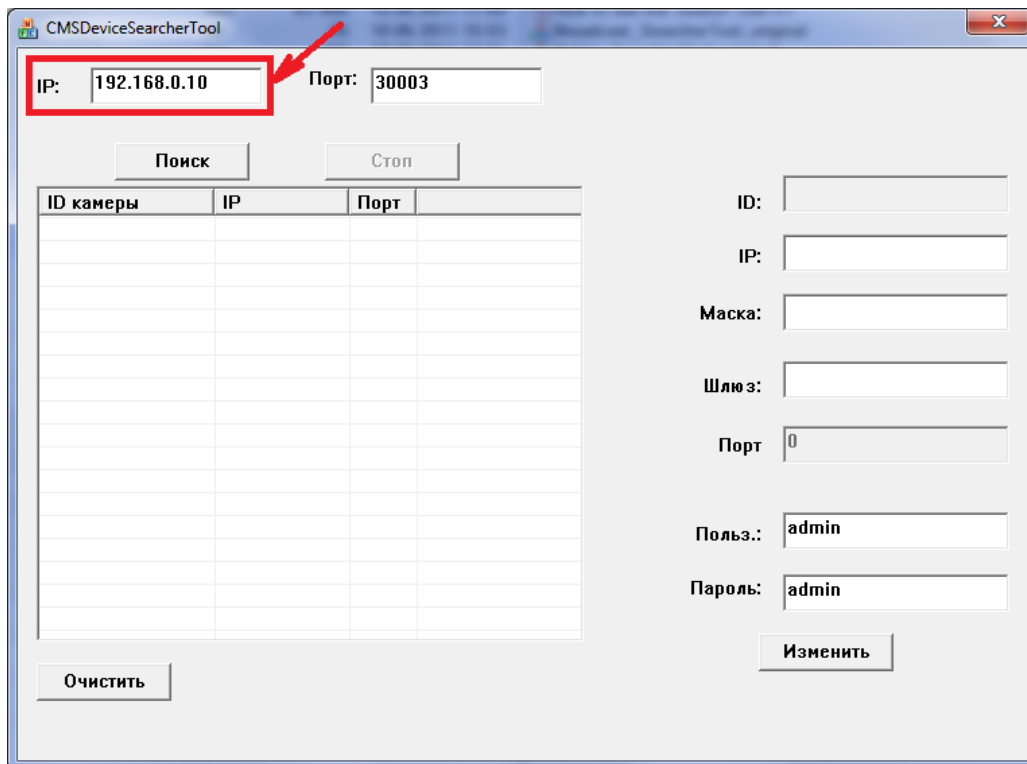 CMSDeviceSearcherTool
IP: 192.168.0.10 Порт: 30003
Поиск Стоп
ID камеры IP Порт
ID:
IP:
Маска:
Шлюз:
Порт 0
Польз.: admin
Пароль: admin
Изменить
Очистить